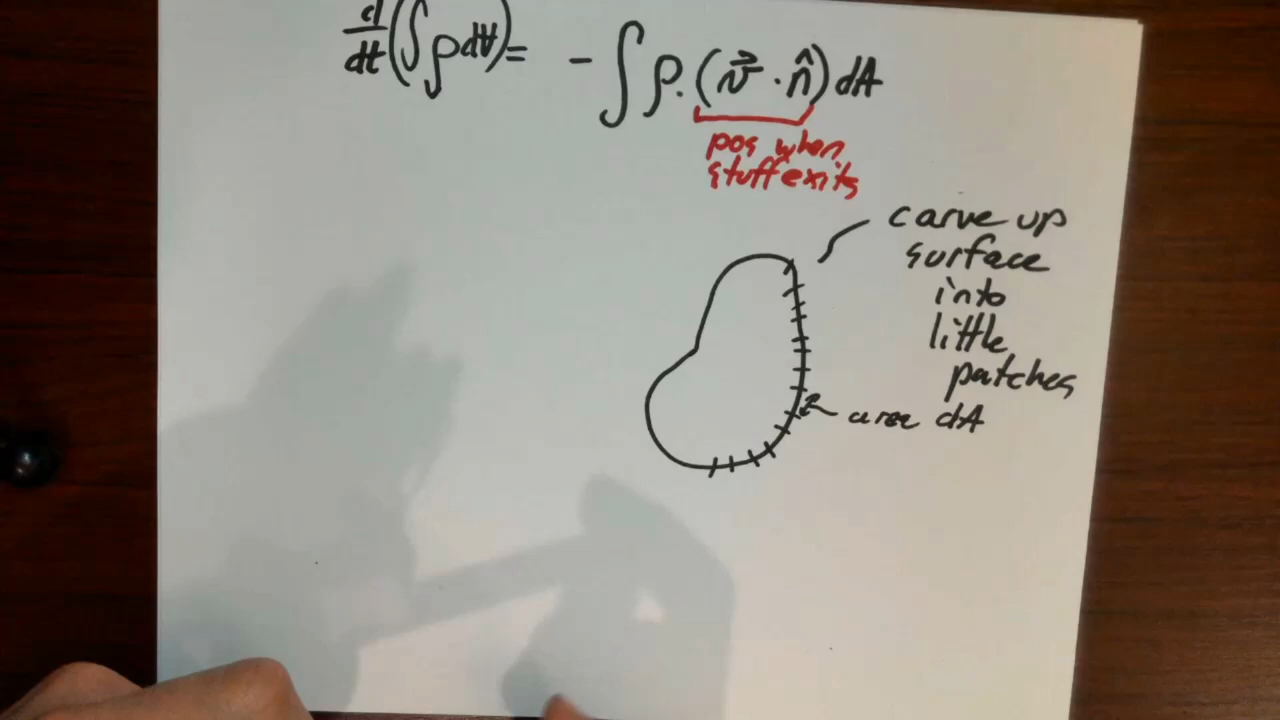 d/dt (∫ρdV) = - ∫ρ·(v⃗·n̂)dA
pos when
stuff exits
carve up
surface
into
little
patches
area dA